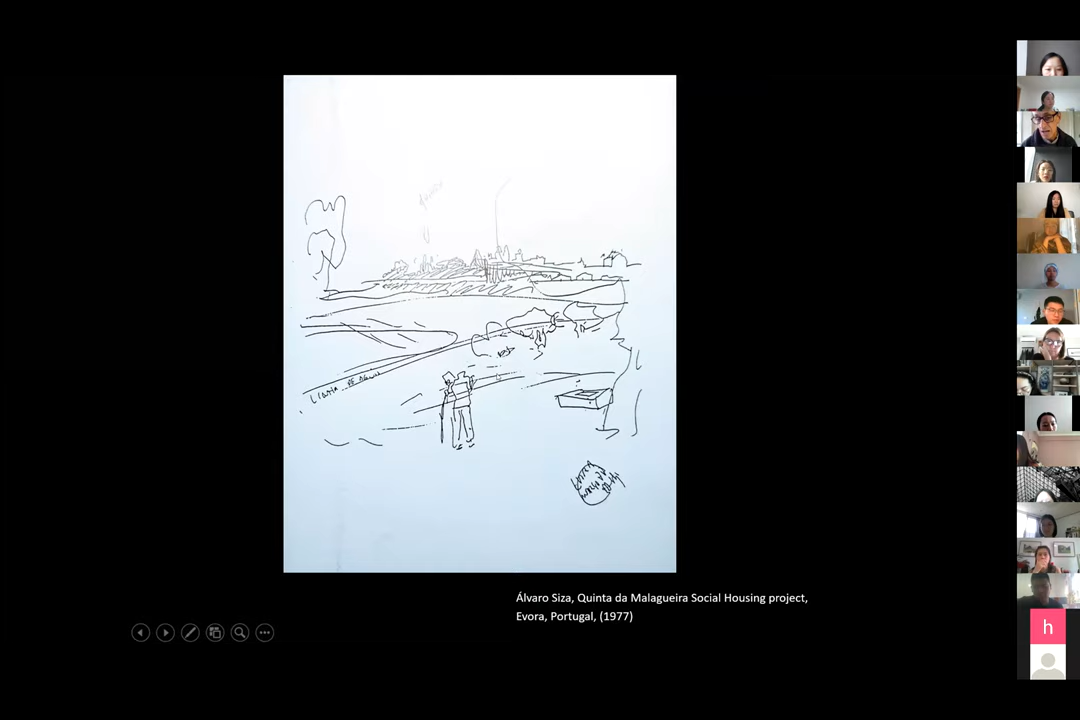 Álvaro Siza, Quinta da Malagueira Social Housing project,
Evora, Portugal, (1977)
h